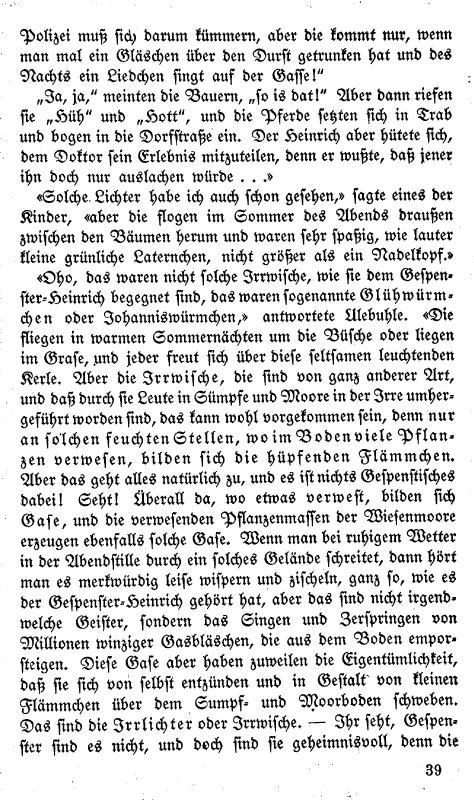 Polizei muß sich darum kümmern, aber die kommt nur, wenn
man mal ein Gläschen über den Durst getrunken hat und des
Nachts ein Liedchen singt auf der Gasse!“
„Ja, ja,“ meinten die Bauern, „so is dat!“ Aber dann riefen
sie „Hüh“ und „Hott“, und die Pferde setzten sich in Trab
und bogen in die Dorfstraße ein. Der Heinrich aber hütete sich,
dem Doktor sein Erlebnis mitzuteilen, denn er wußte, daß jener
ihn doch nur auslachen würde . . .»
«Solche Lichter habe ich auch schon gesehen,» sagte eines der
Kinder, «aber die flogen im Sommer des Abends draußen
zwischen den Bäumen herum und waren sehr spaßig, wie lauter
kleine grünliche Laternchen, nicht größer als ein Nadelkopf.»
«Oho, das waren nicht solche Irrwische, wie sie dem Gespen-
ster-Heinrich begegnet sind, das waren sogenannte Glühwürm-
chen oder Johanniswürmchen,» antwortete Ulebuhle. «Die
fliegen in warmen Sommernächten um die Büsche oder liegen
im Grase, und jeder freut sich über diese seltsamen leuchtenden
Kerle. Aber die Irrwische, die sind von ganz anderer Art,
und daß durch sie Leute in Sümpfe und Moore in der Irre umher-
geführt worden sind, das kann wohl vorgekommen sein, denn nur
an solchen feuchten Stellen, wo im Boden viele Pflan-
zen verwesen, bilden sich die hüpfenden Flämmchen.
Aber das geht alles natürlich zu, und es ist nichts Gespenstisches
dabei! Seht! Überall da, wo etwas verwest, bilden sich
Gase, und die verwesenden Pflanzenmassen der Wiesenmoore
erzeugen ebenfalls solche Gase. Wenn man bei ruhigem Wetter
in der Abendstille durch ein solches Gelände schreitet, dann hört
man es merkwürdig leise wispern und zischeln, ganz so, wie es
der Gespenster-Heinrich gehört hat, aber das sind nicht irgend-
welche Geister, sondern das Singen und Zerspringen von
Millionen winziger Gasbläschen, die aus dem Boden empor-
steigen. Diese Gase aber haben zuweilen die Eigentümlichkeit,
daß sie sich von selbst entzünden und in Gestalt von kleinen
Flämmchen über dem Sumpf- und Moorboden schweben.
Das sind die Irrlichter oder Irrwische. — Ihr seht, Gespen-
ster sind es nicht, und doch sind sie geheimnisvoll, denn die
39